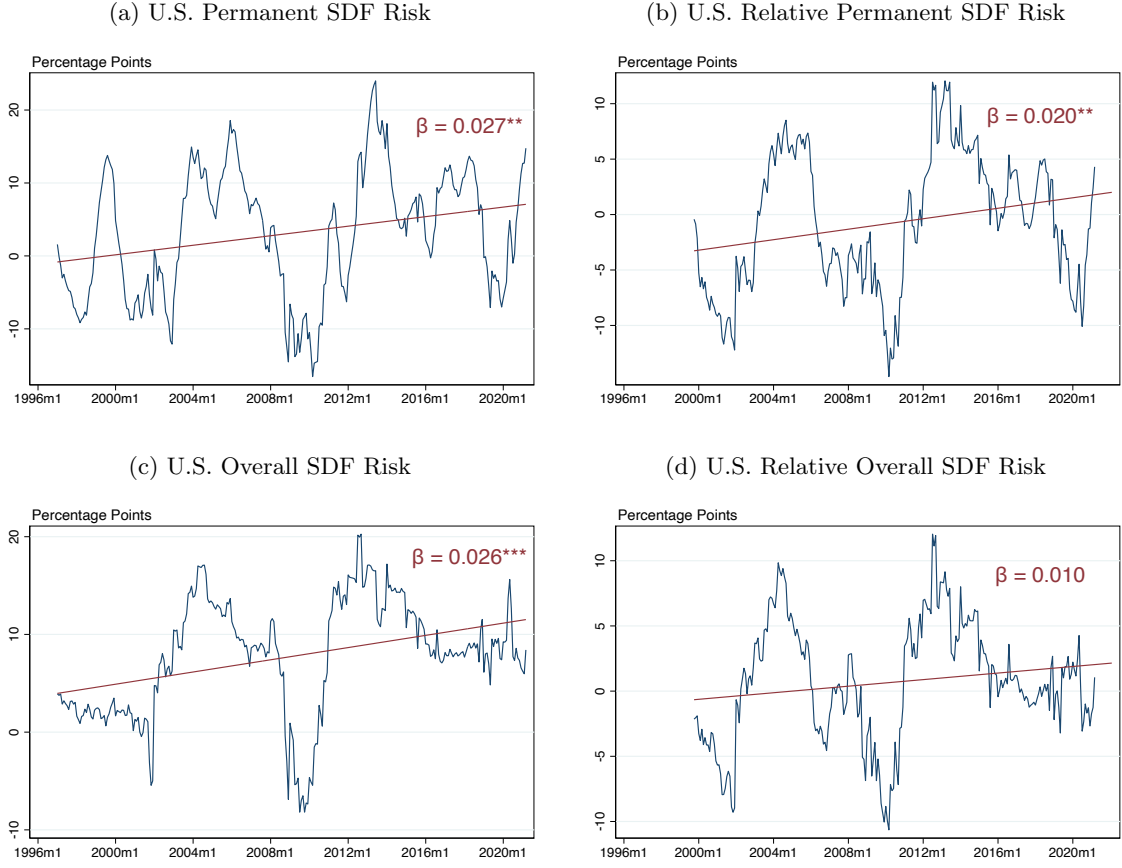 (a) U.S. Permanent SDF Risk
Percentage Points
β = 0.027**
20
10
0
-10
1996m1 2000m1 2004m1 2008m1 2012m1 2016m1 2020m1
(b) U.S. Relative Permanent SDF Risk
Percentage Points
β = 0.020**
10
5
0
-5
-10
1996m1 2000m1 2004m1 2008m1 2012m1 2016m1 2020m1
(c) U.S. Overall SDF Risk
Percentage Points
β = 0.026***
20
10
0
-10
1996m1 2000m1 2004m1 2008m1 2012m1 2016m1 2020m1
(d) U.S. Relative Overall SDF Risk
Percentage Points
β = 0.010
10
5
0
-5
-10
1996m1 2000m1 2004m1 2008m1 2012m1 2016m1 2020m1